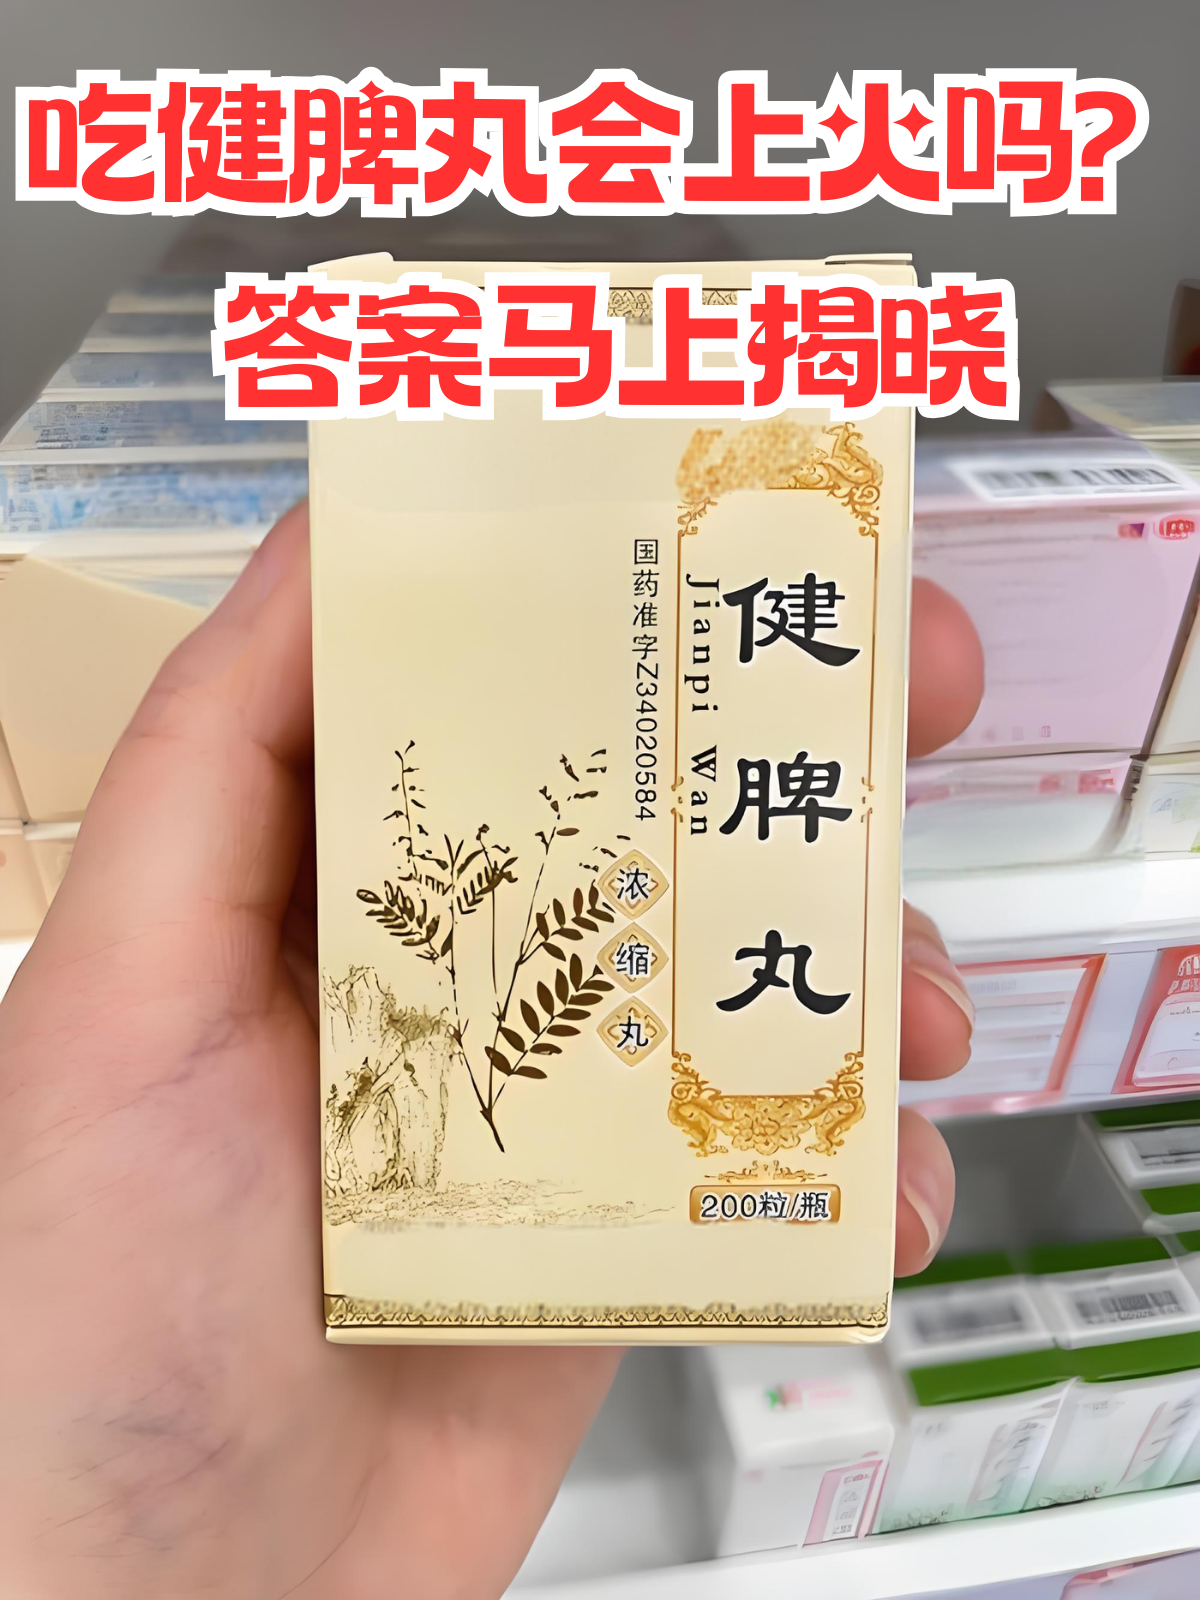 吃健脾丸会上火吗?
答案马上揭晓
健脾丸
Jianpi Wan
国药准字Z34020584
浓缩丸
200粒/瓶